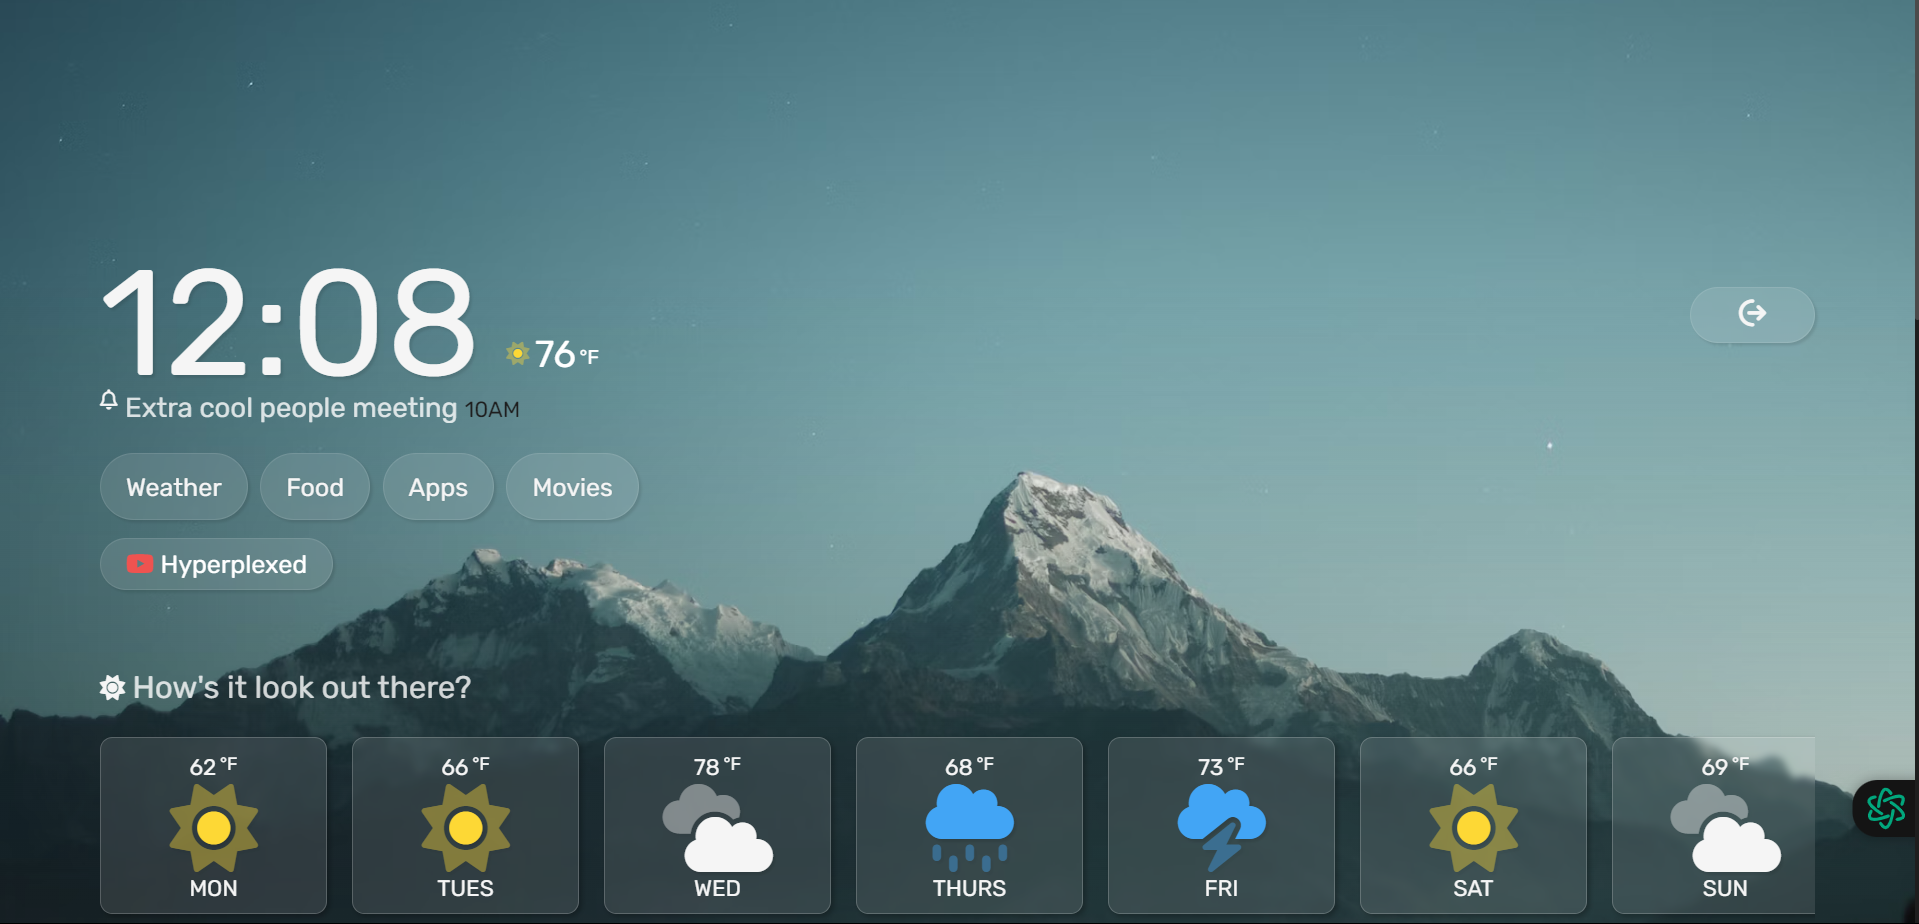 12:08
76 °F
Extra cool people meeting 10AM
Weather Food Apps Movies
Hyperplexed
How's it look out there?
62 °F
MON
66 °F
TUES
78 °F
WED
68 °F
THURS
73 °F
FRI
66 °F
SAT
69 °F
SUN